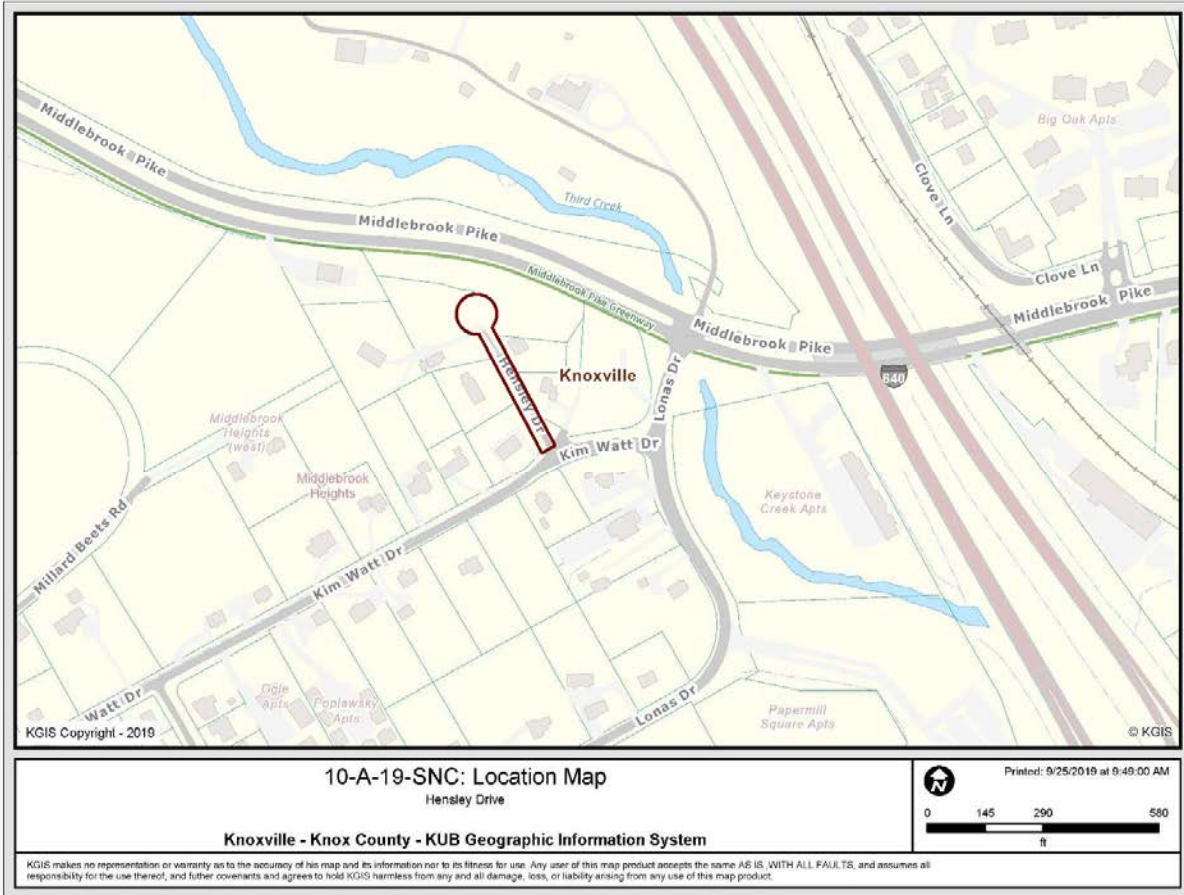 Middlebrook Pike
Middlebrook Pike
Third Creek
Middlebrook Pike Greenway
Middlebrook Pike
Clove Ln
Clove Ln
Big Oak Apts
Middlebrook Pike
640
Hensley Dr
Knoxville
Lonas Dr
Kim Watt Dr
Middlebrook
Heights
(west)
Middlebrook
Heights
Keystone
Creek Apts
Millard Beets Rd
Kim Watt Dr
Watt Dr
Ogle
Apts
Poplawsky
Apts
Lonas Dr
Papermill
Square Apts
KGIS Copyright - 2019
© KGIS
10-A-19-SNC: Location Map
Hensley Drive
Knoxville - Knox County - KUB Geographic Information System
N
Printed: 9/25/2019 at 9:49:00 AM
0 145 290 580
ft
KGIS makes no representation or warranty as to the accuracy of his map and its information nor to its fitness for use. Any user of this map product accepts the same AS IS ,WITH ALL FAULTS, and assumes all
responsibility for the use thereof, and futher covenants and agrees to hold KGIS harmless from any and all damage, loss, or liability arising from any use of this map product.